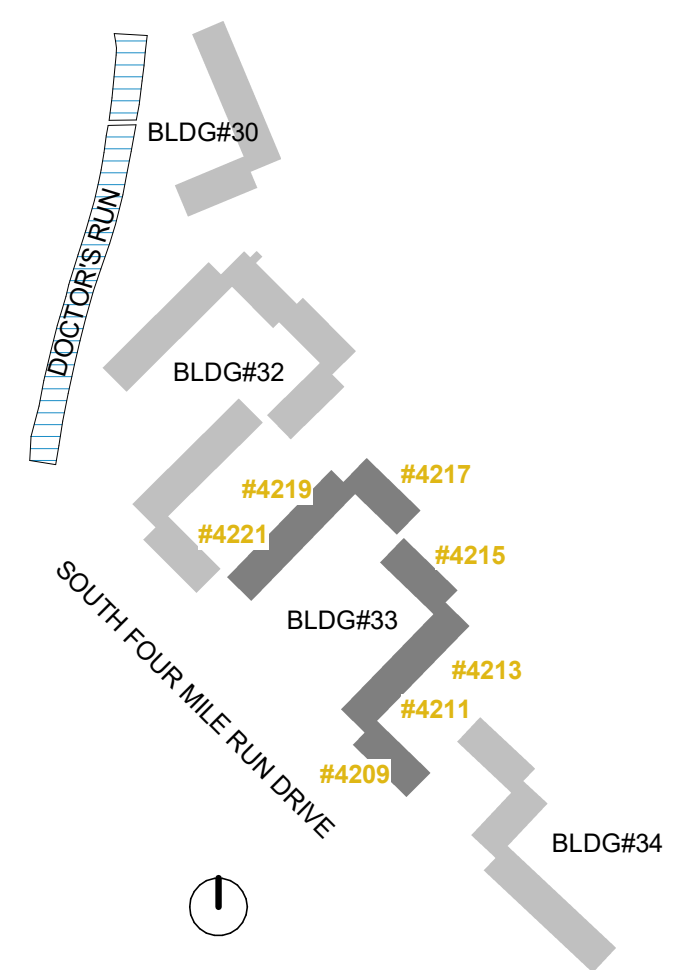 BLDG#30
DOCTOR'S RUN
BLDG#32
#4217
#4219
#4221
#4215
SOUTH FOUR MILE RUN DRIVE
BLDG#33
#4213
#4211
#4209
BLDG#34